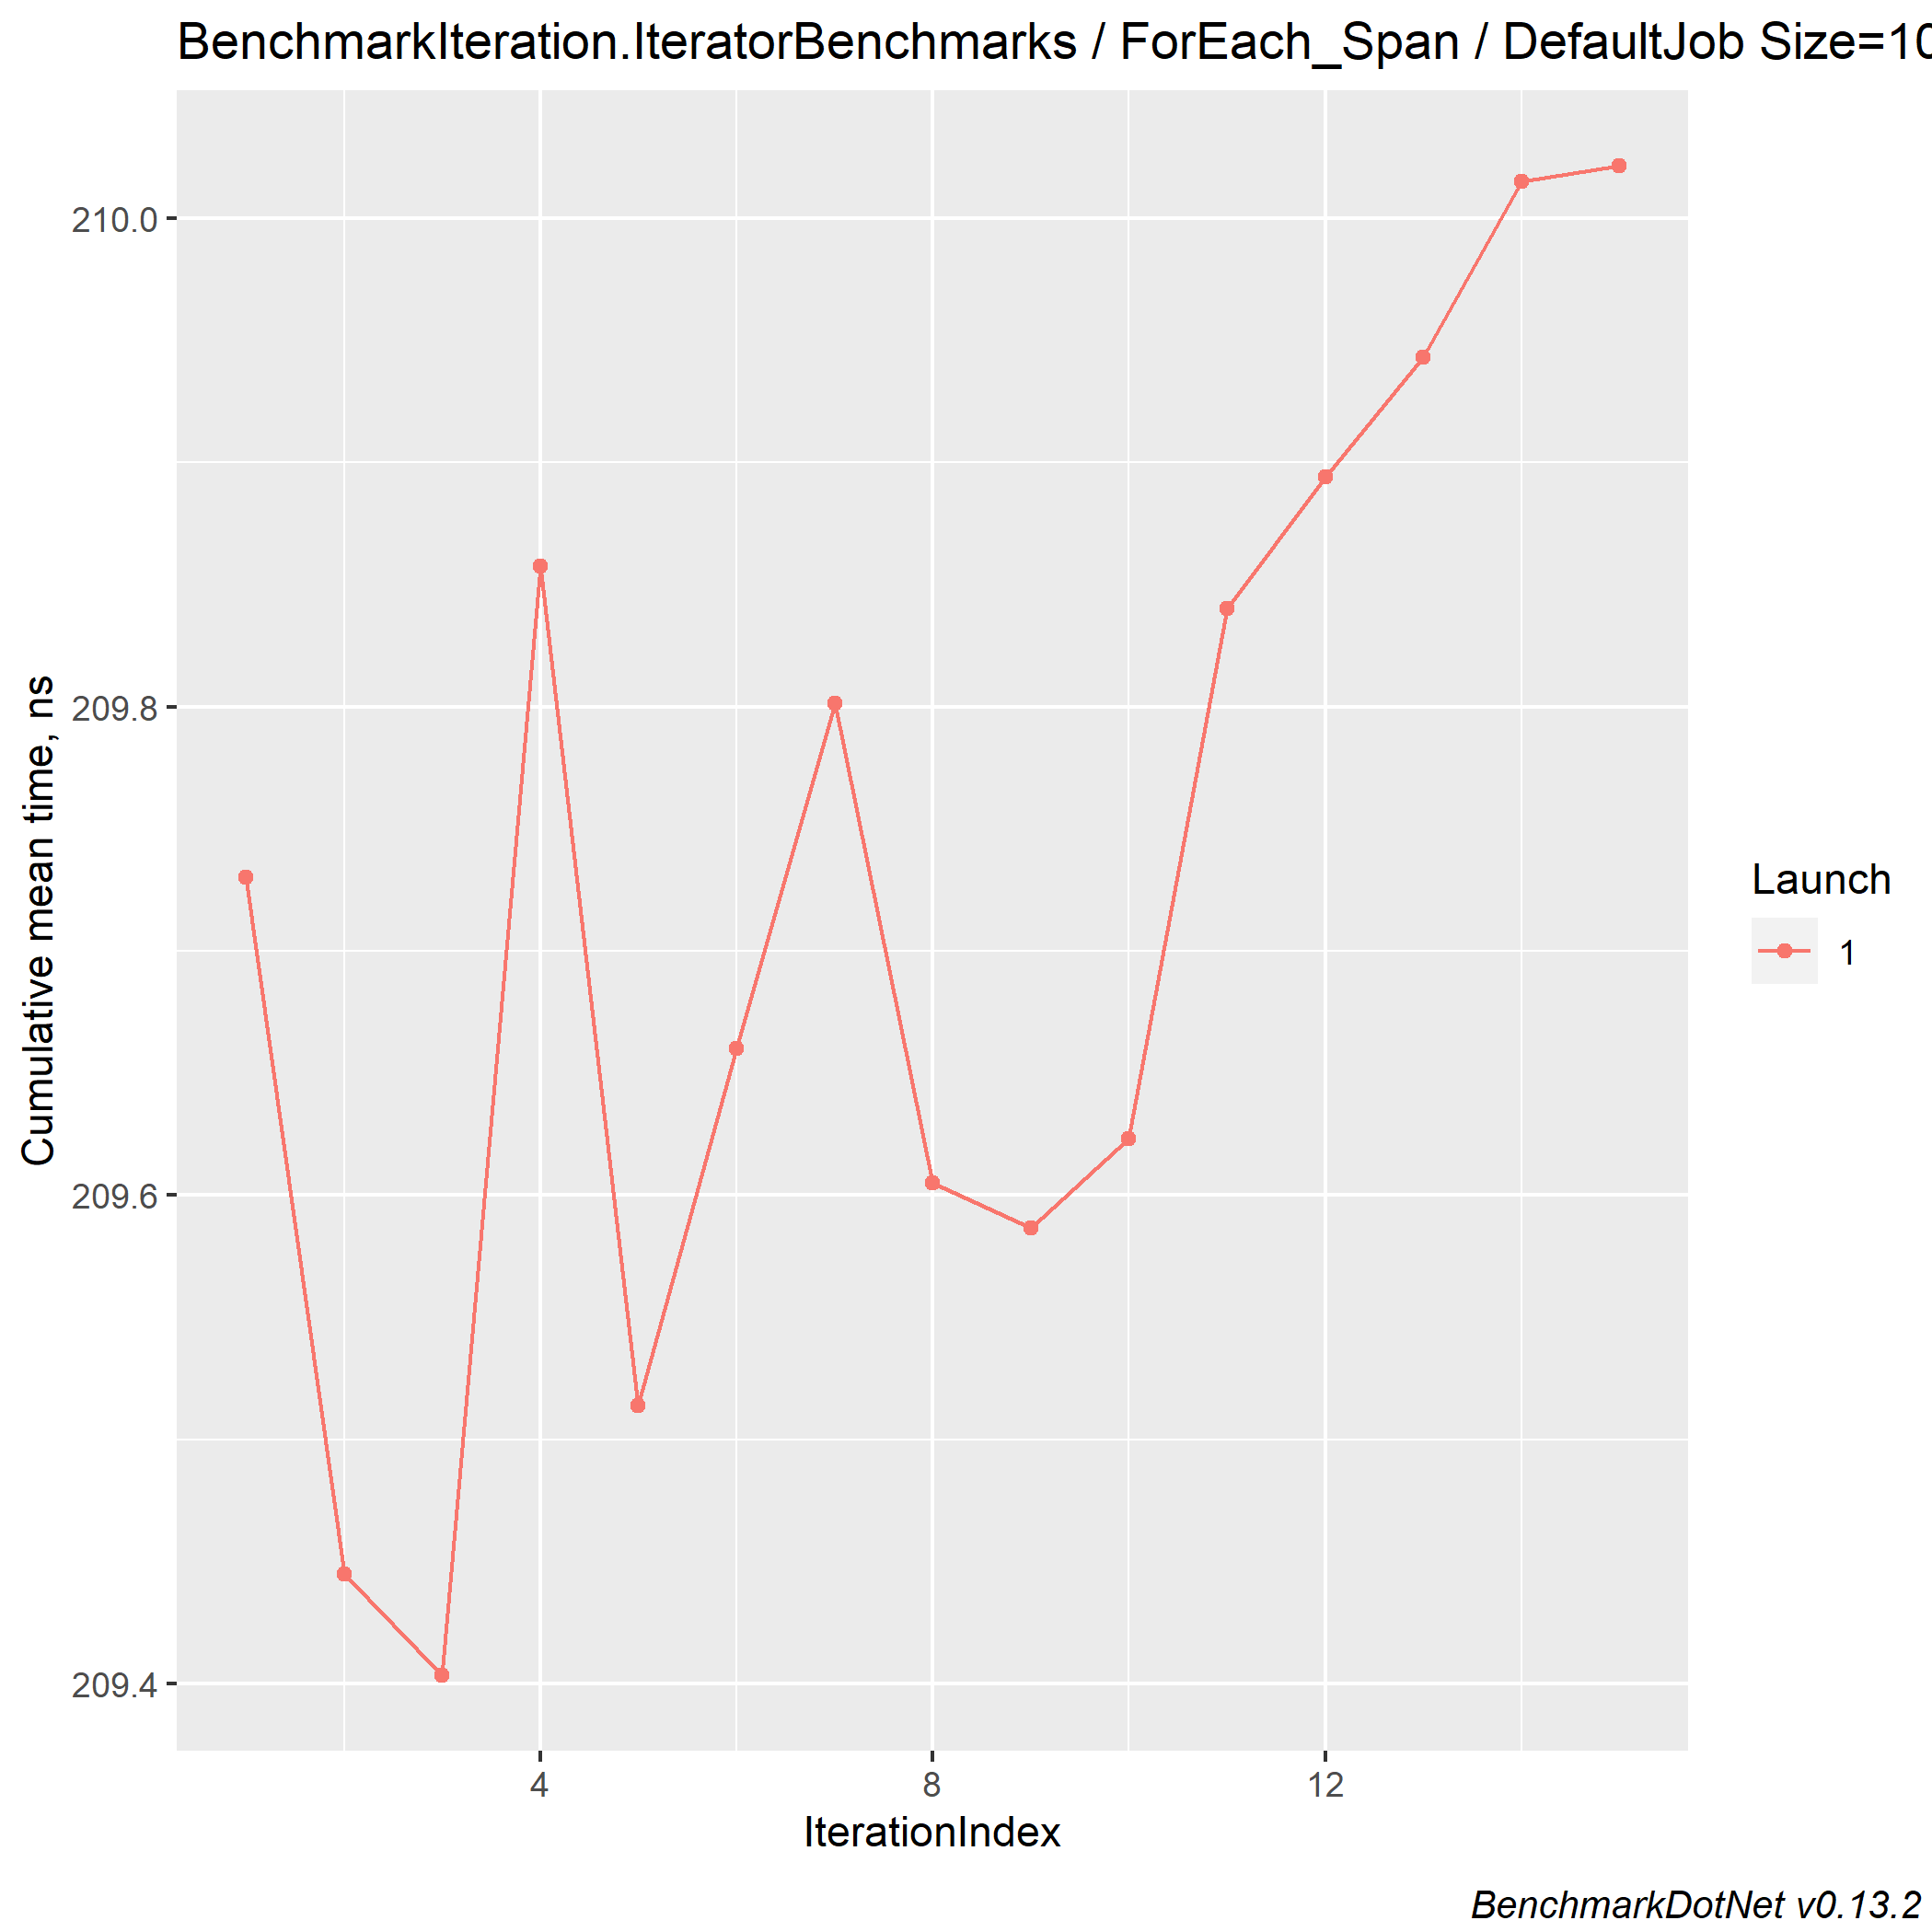 BenchmarkIteration.IteratorBenchmarks / ForEach_Span / DefaultJob Size=10
210.0
209.8
209.6
209.4
Cumulative mean time, ns
4 8 12
IterationIndex
Launch
1
BenchmarkDotNet v0.13.2